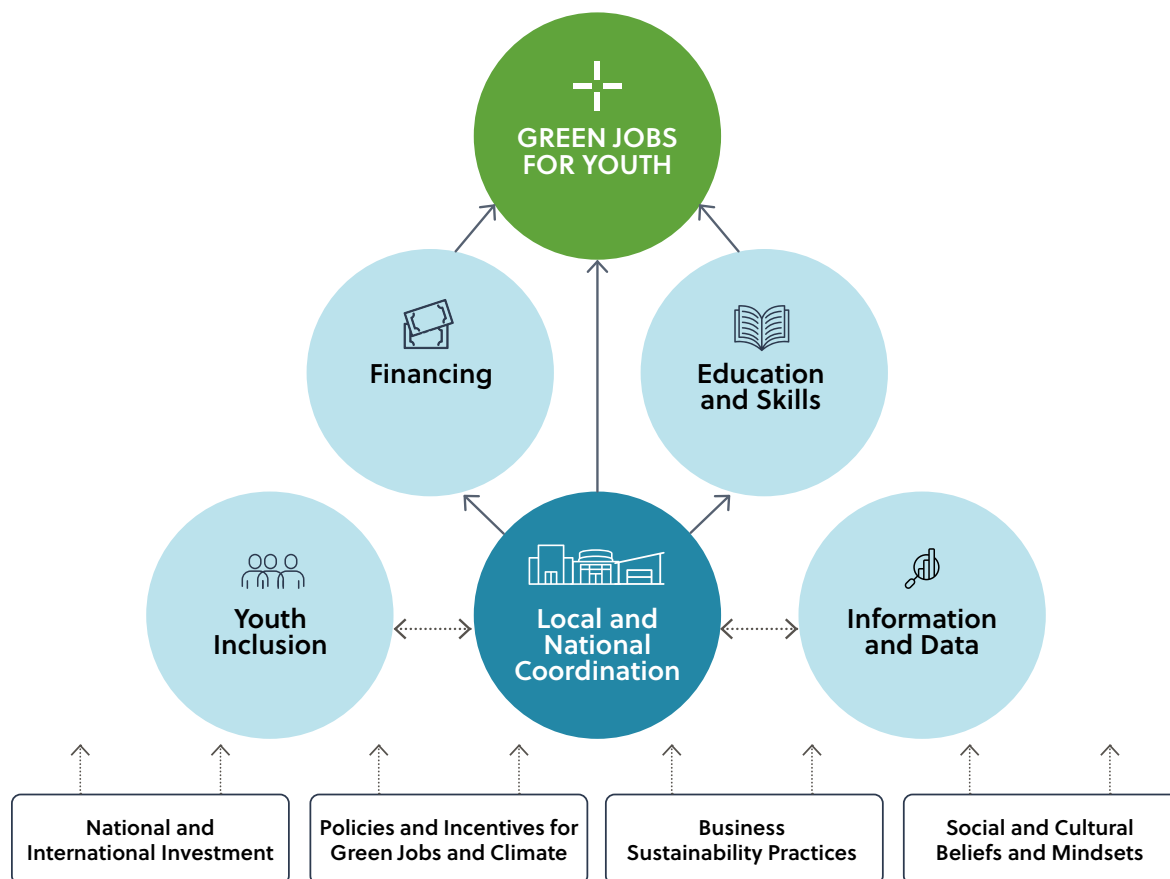 GREEN JOBS
FOR YOUTH
Financing
Education
and Skills
Youth
Inclusion
Local and
National
Coordination
Information
and Data
National and
International Investment
Policies and Incentives for
Green Jobs and Climate
Business
Sustainability Practices
Social and Cultural
Beliefs and Mindsets